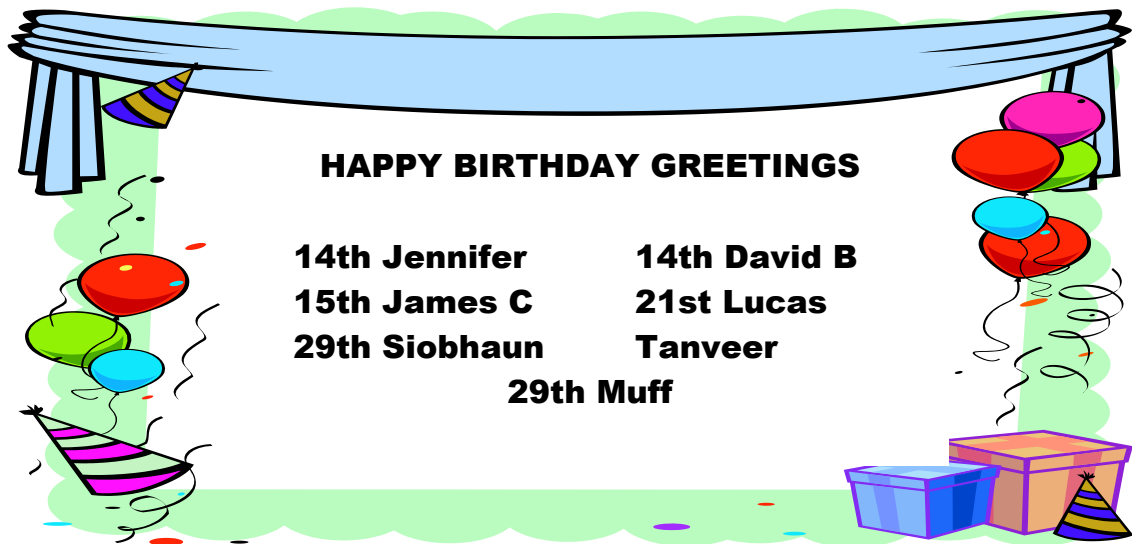 HAPPY BIRTHDAY GREETINGS
14th Jennifer 14th David B
15th James C 21st Lucas
29th Siobhaun Tanveer
29th Muff